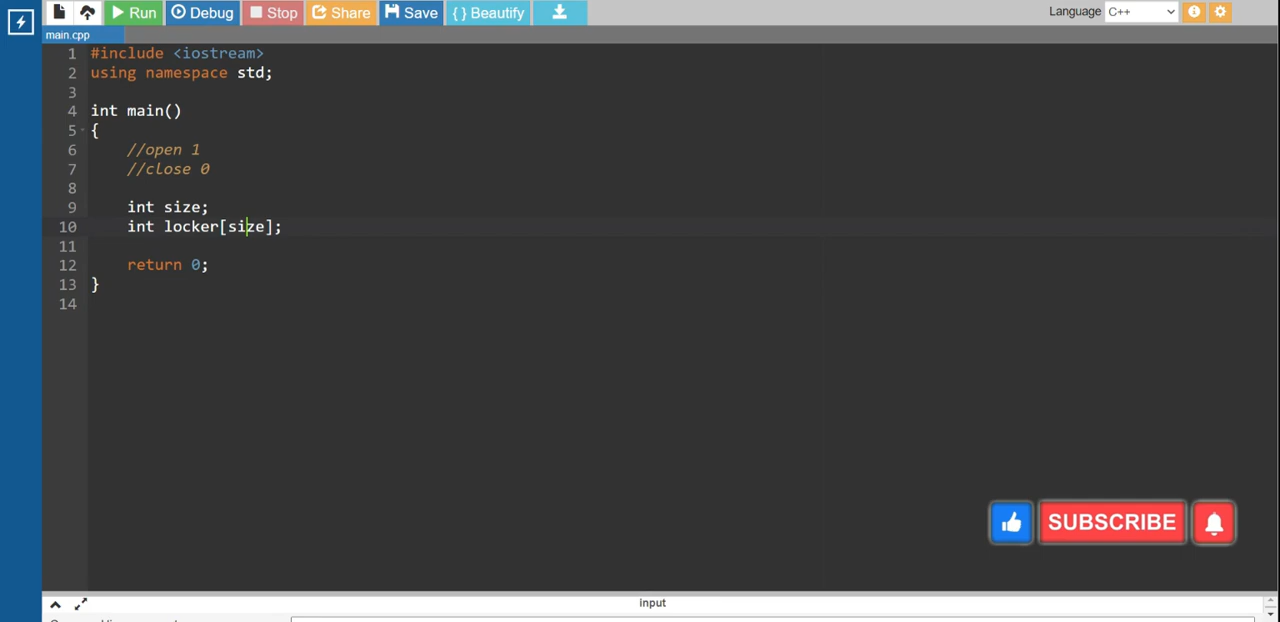 Run Debug Stop Share Save { } Beautify Language C++
main.cpp
1 #include <iostream>
2 using namespace std;
3
4 int main()
5 {
6 //open 1
7 //close 0
8
9 int size;
10 int locker[size];
11
12 return 0;
13 }
14
SUBSCRIBE
input